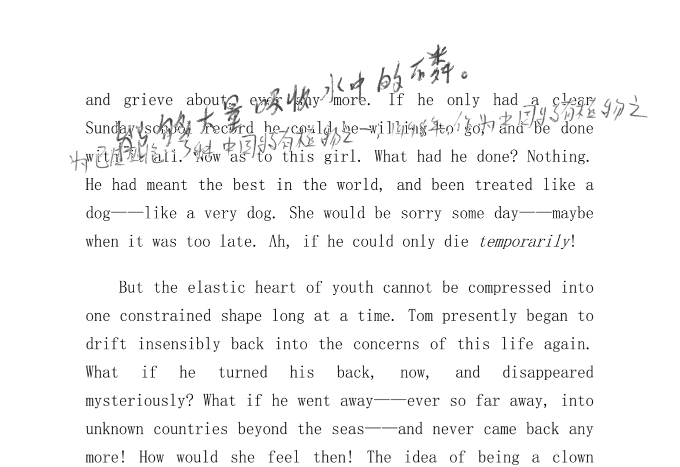 能够大量吸收水中的磷。
and grieve about, ever any more. If he only had a clear
Sunday-school record he could be willing to go, and be done
with it all. Now as to this girl. What had he done? Nothing.
He had meant the best in the world, and been treated like a
dog——like a very dog. She would be sorry some day——maybe
when it was too late. Ah, if he could only die temporarily!
But the elastic heart of youth cannot be compressed into
one constrained shape long at a time. Tom presently began to
drift insensibly back into the concerns of this life again.
What if he turned his back, now, and disappeared
mysteriously? What if he went away——ever so far away, into
unknown countries beyond the seas——and never came back any
more! How would she feel then! The idea of being a clown